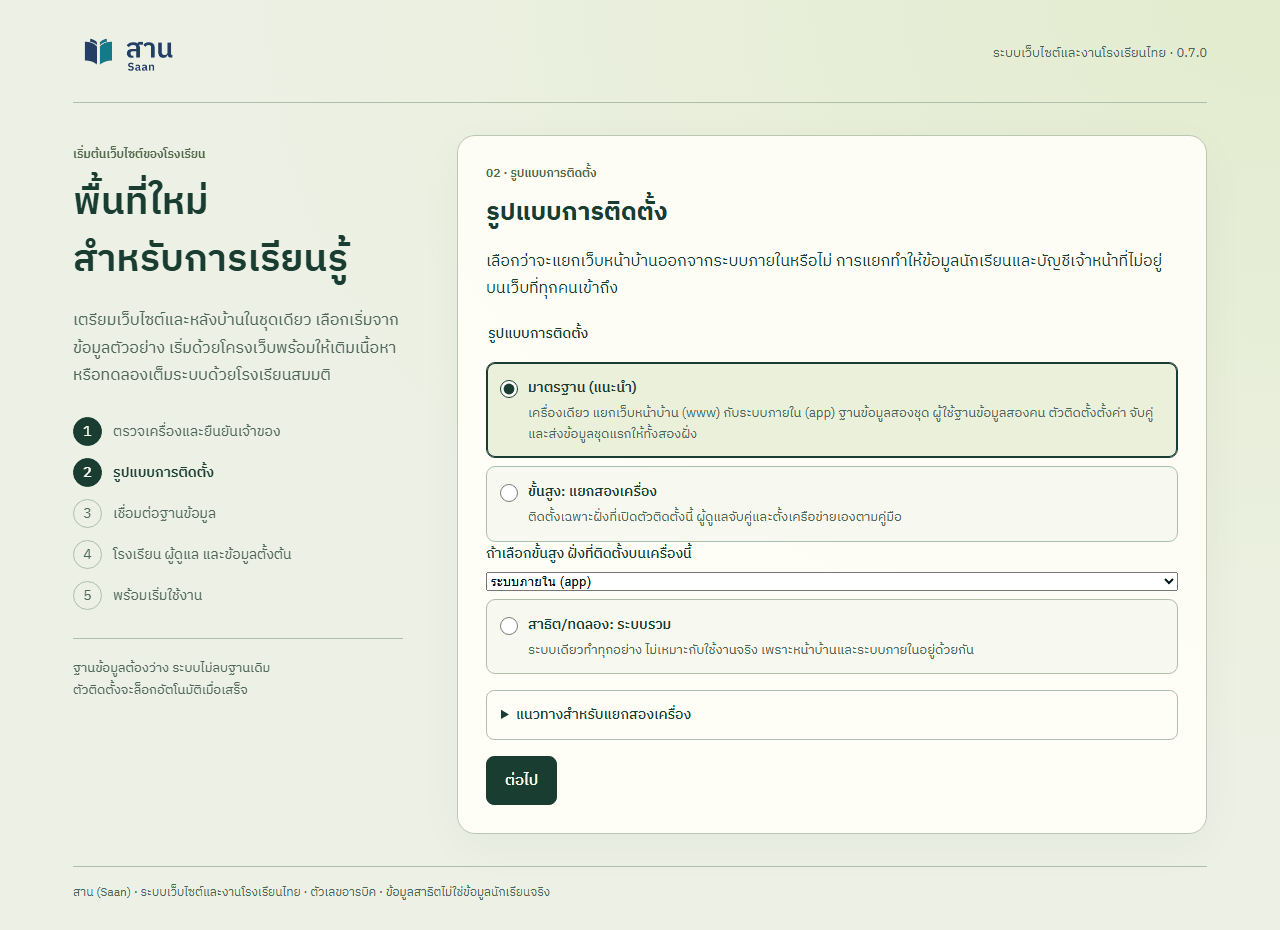 สาน
Saan
ระบบเว็บไซต์และงานโรงเรียนไทย · 0.7.0
เริ่มต้นเว็บไซต์ของโรงเรียน
พื้นที่ใหม่
สำหรับการเรียนรู้
เตรียมเว็บไซต์และหลังบ้านในชุดเดียว เลือกเริ่มจาก
ข้อมูลตัวอย่าง เริ่มด้วยโครงเว็บพร้อมให้เติมเนื้อหา
หรือทดลองเต็มระบบด้วยโรงเรียนสมมติ
1 ตรวจเครื่องและยืนยันเจ้าของ
2 รูปแบบการติดตั้ง
3 เชื่อมต่อฐานข้อมูล
4 โรงเรียน ผู้ดูแล และข้อมูลตั้งต้น
5 พร้อมเริ่มใช้งาน
ฐานข้อมูลต้องว่าง ระบบไม่ลบฐานเดิม
ตัวติดตั้งจะล็อกอัตโนมัติเมื่อเสร็จ
02 · รูปแบบการติดตั้ง
รูปแบบการติดตั้ง
เลือกว่าจะแยกเว็บหน้าบ้านออกจากระบบภายในหรือไม่ การแยกทำให้ข้อมูลนักเรียนและบัญชีเจ้าหน้าที่ไม่อยู่
บนเว็บที่ทุกคนเข้าถึง
รูปแบบการติดตั้ง
มาตรฐาน (แนะนำ)
เครื่องเดียว แยกเว็บหน้าบ้าน (www) กับระบบภายใน (app) ฐานข้อมูลสองชุด ผู้ใช้ฐานข้อมูลสองคน ตัวติดตั้งตั้งค่า จับคู่
และส่งข้อมูลชุดแรกให้ทั้งสองฝั่ง
ขั้นสูง: แยกสองเครื่อง
ติดตั้งเฉพาะฝั่งที่เปิดตัวติดตั้งนี้ ผู้ดูแลจับคู่และตั้งเครือข่ายเองตามคู่มือ
ถ้าเลือกขั้นสูง ฝั่งที่ติดตั้งบนเครื่องนี้
ระบบภายใน (app)
สาธิต/ทดลอง: ระบบรวม
ระบบเดียวทำทุกอย่าง ไม่เหมาะกับใช้งานจริง เพราะหน้าบ้านและระบบภายในอยู่ด้วยกัน
แนวทางสำหรับแยกสองเครื่อง
ต่อไป
สาน (Saan) · ระบบเว็บไซต์และงานโรงเรียนไทย · ตัวเลขอารบิค · ข้อมูลสาธิตไม่ใช่ข้อมูลนักเรียนจริง